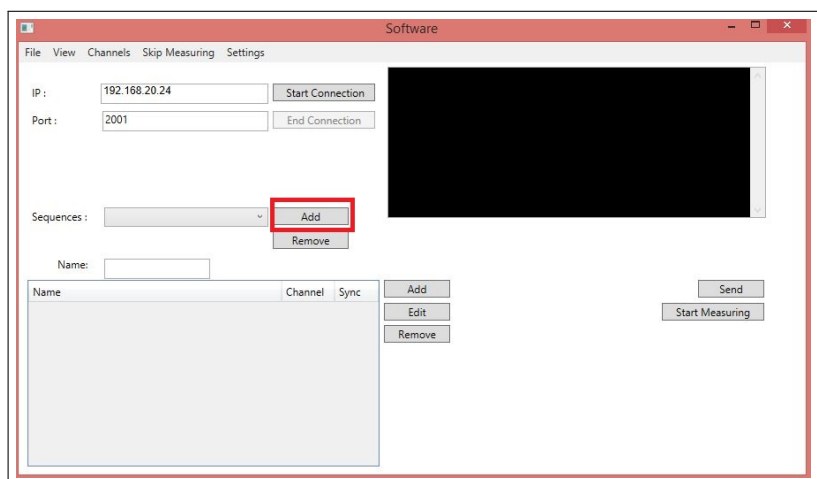 Software
File View Channels Skip Measuring Settings
IP : 192.168.20.24 Start Connection
Port : 2001 End Connection
Sequences : Add
Remove
Name:
Name Channel Sync Add Send
Edit Start Measuring
Remove